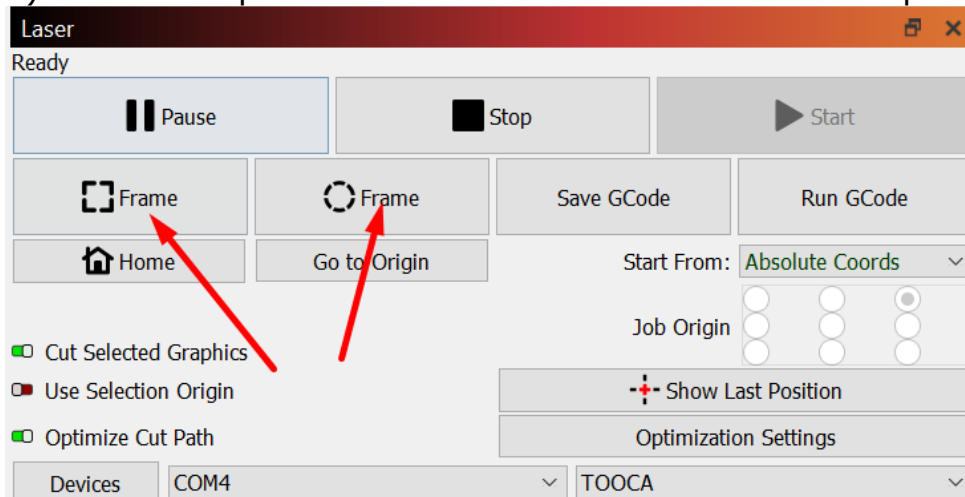 Laser
Ready
Pause Stop Start
Frame Frame Save GCode Run GCode
Home Go to Origin Start From: Absolute Coords
Job Origin
Cut Selected Graphics
Use Selection Origin Show Last Position
Optimize Cut Path Optimization Settings
Devices COM4 TOOCA